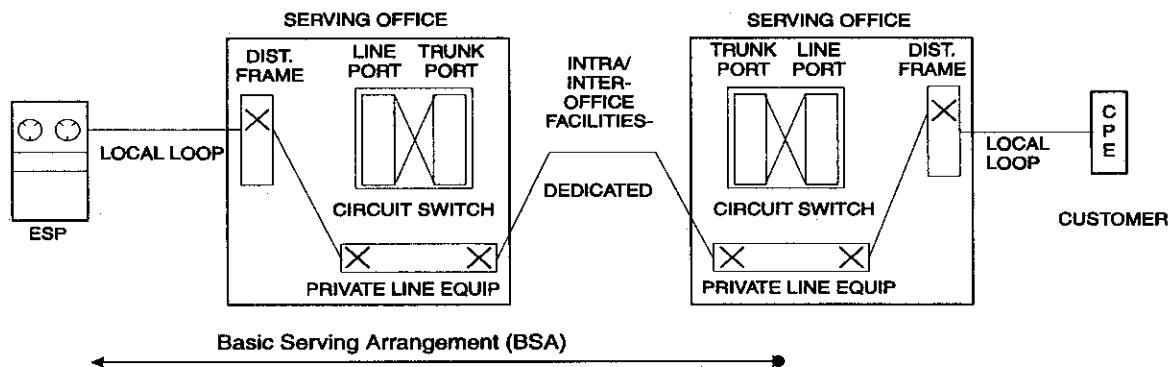 SERVING OFFICE
DIST.
FRAME
LINE
PORT
TRUNK
PORT
LOCAL LOOP
ESP
CIRCUIT SWITCH
PRIVATE LINE EQUIP
INTRA/
INTER-
OFFICE
FACILITIES-
DEDICATED
SERVING OFFICE
TRUNK
PORT
LINE
PORT
DIST.
FRAME
CIRCUIT SWITCH
PRIVATE LINE EQUIP
LOCAL
LOOP
C
P
E
CUSTOMER
Basic Serving Arrangement (BSA)